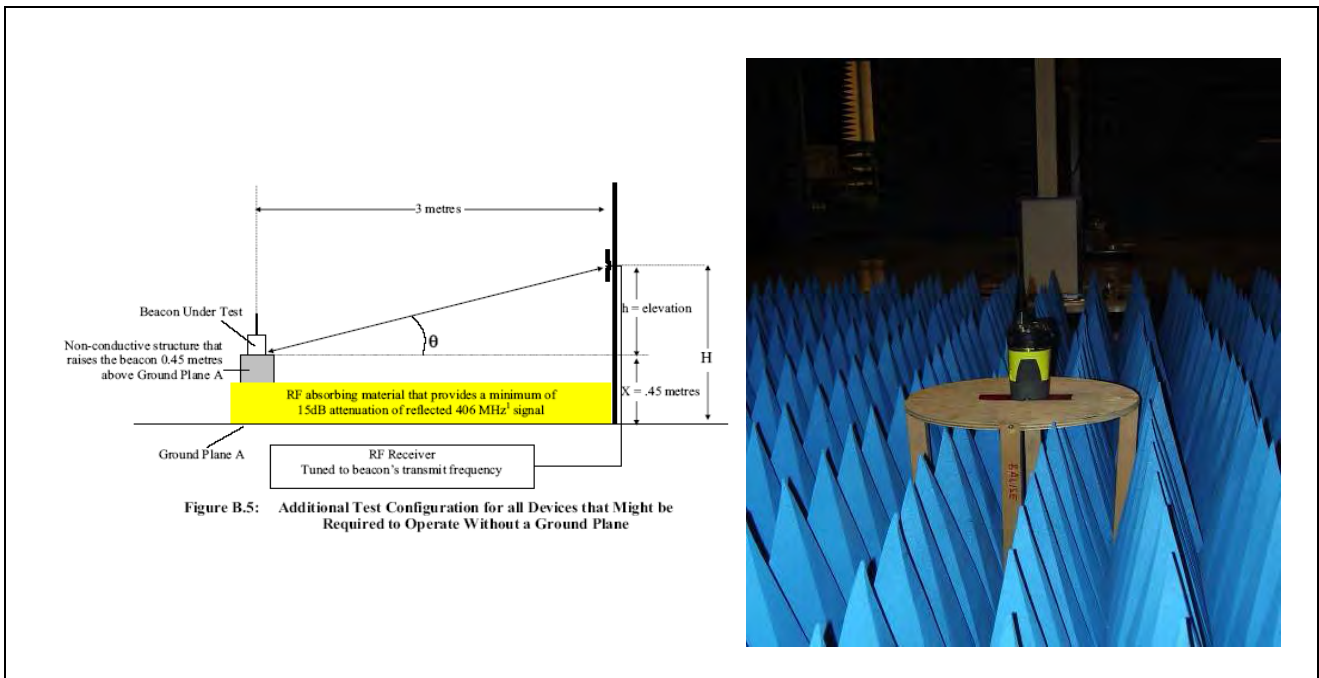 3 metres
Beacon Under Test
h = elevation
θ
Non-conductive structure that
raises the beacon 0.45 metres
above Ground Plane A
H
RF absorbing material that provides a minimum of
15dB attenuation of reflected 406 MHz¹ signal
X = .45 metres
Ground Plane A
RF Receiver
Tuned to beacon's transmit frequency
Figure B.5: Additional Test Configuration for all Devices that Might be
Required to Operate Without a Ground Plane
BALISE